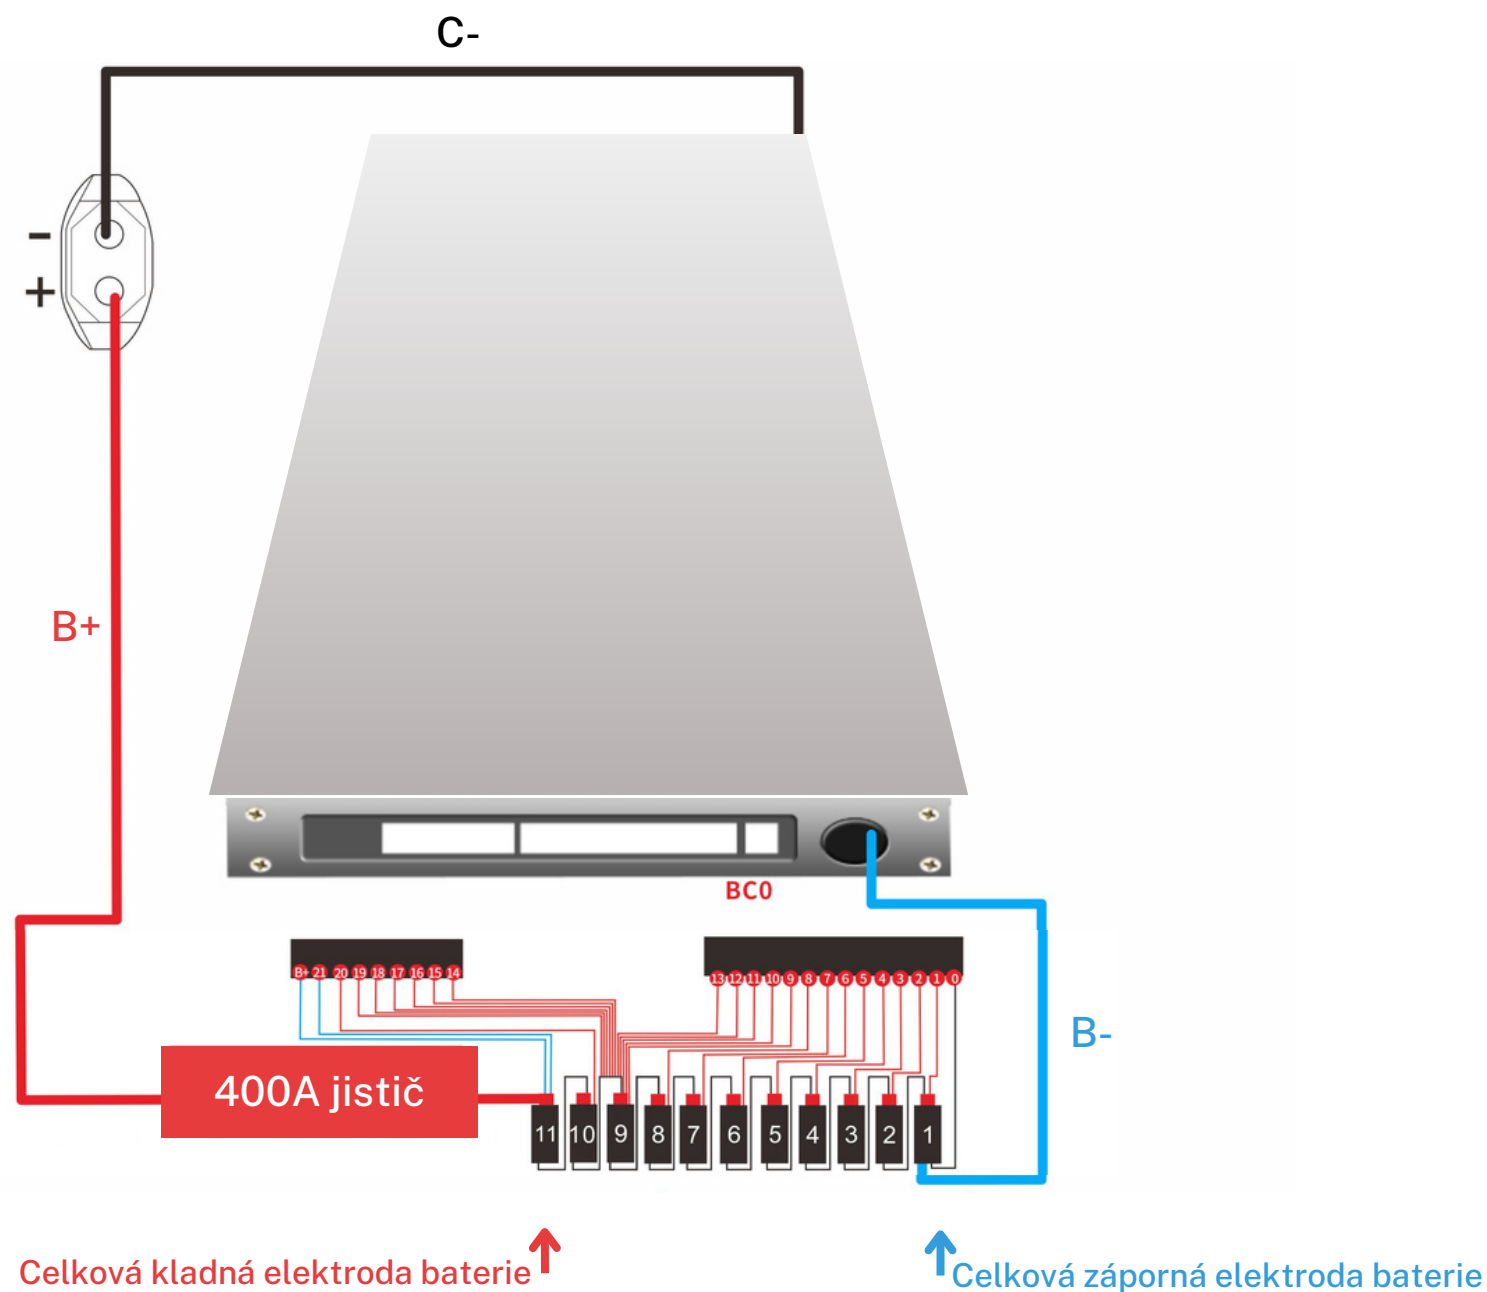 C-
-
+
B+
BC0
B+ 21 20 19 18 17 16 15 14
13 12 11 10 9 8 7 6 5 4 3 2 1 0
B-
400A jistič
11 10 9 8 7 6 5 4 3 2 1
Celková kladná elektroda baterie
Celková záporná elektroda baterie